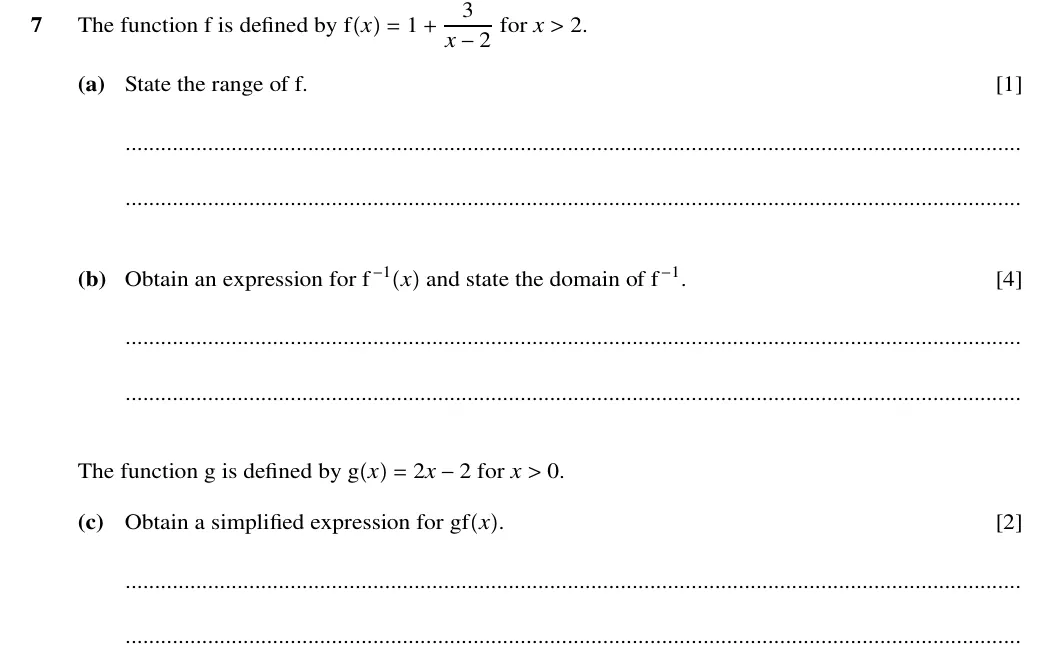 7 The function f is defined by f(x) = 1 + 3/(x − 2) for x > 2.
(a) State the range of f. [1]
(b) Obtain an expression for f⁻¹(x) and state the domain of f⁻¹. [4]
The function g is defined by g(x) = 2x − 2 for x > 0.
(c) Obtain a simplified expression for gf(x). [2]